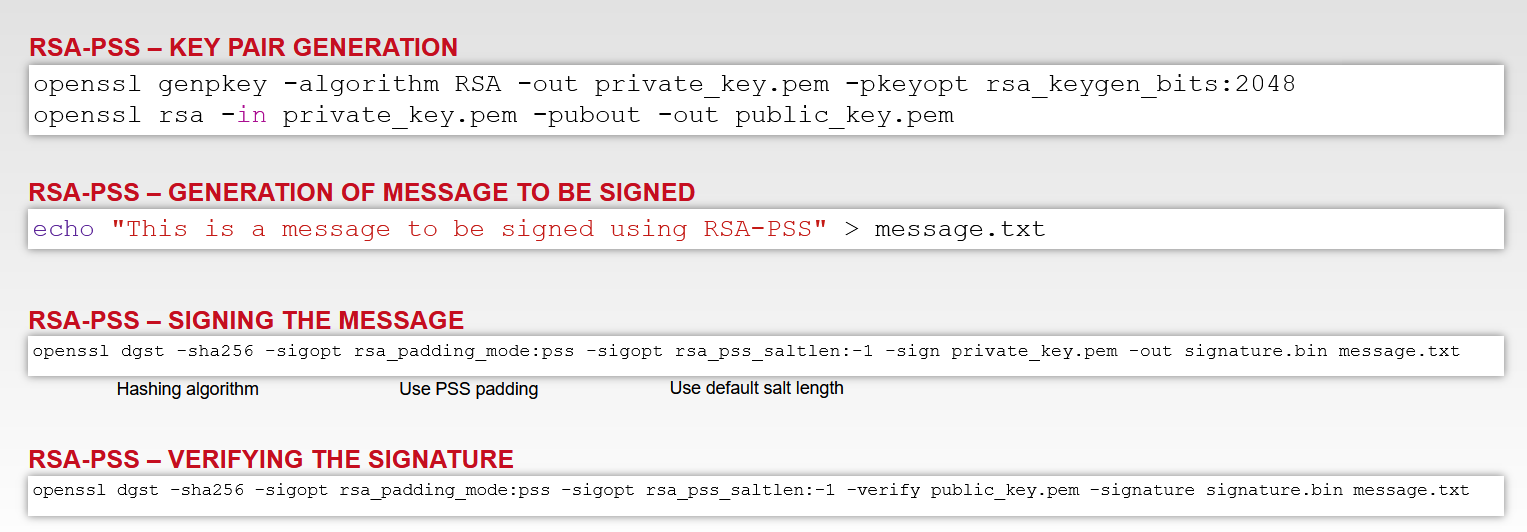 RSA-PSS – KEY PAIR GENERATION
openssl genpkey -algorithm RSA -out private_key.pem -pkeyopt rsa_keygen_bits:2048
openssl rsa -in private_key.pem -pubout -out public_key.pem
RSA-PSS – GENERATION OF MESSAGE TO BE SIGNED
echo "This is a message to be signed using RSA-PSS" > message.txt
RSA-PSS – SIGNING THE MESSAGE
openssl dgst -sha256 -sigopt rsa_padding_mode:pss -sigopt rsa_pss_saltlen:-1 -sign private_key.pem -out signature.bin message.txt
Hashing algorithm Use PSS padding Use default salt length
RSA-PSS – VERIFYING THE SIGNATURE
openssl dgst -sha256 -sigopt rsa_padding_mode:pss -sigopt rsa_pss_saltlen:-1 -verify public_key.pem -signature signature.bin message.txt